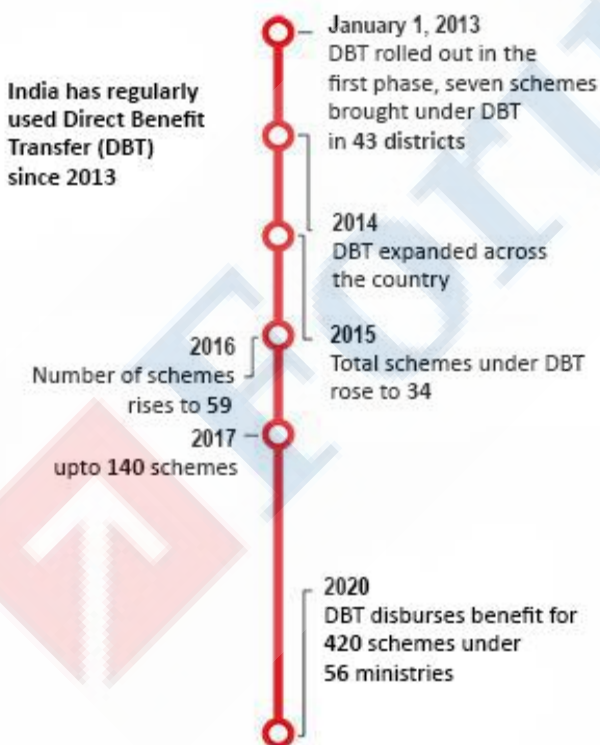 India has regularly
used Direct Benefit
Transfer (DBT)
since 2013
January 1, 2013
DBT rolled out in the
first phase, seven schemes
brought under DBT
in 43 districts
2014
DBT expanded across
the country
2015
Total schemes under DBT
rose to 34
2016
Number of schemes
rises to 59
2017
upto 140 schemes
2020
DBT disburses benefit for
420 schemes under
56 ministries